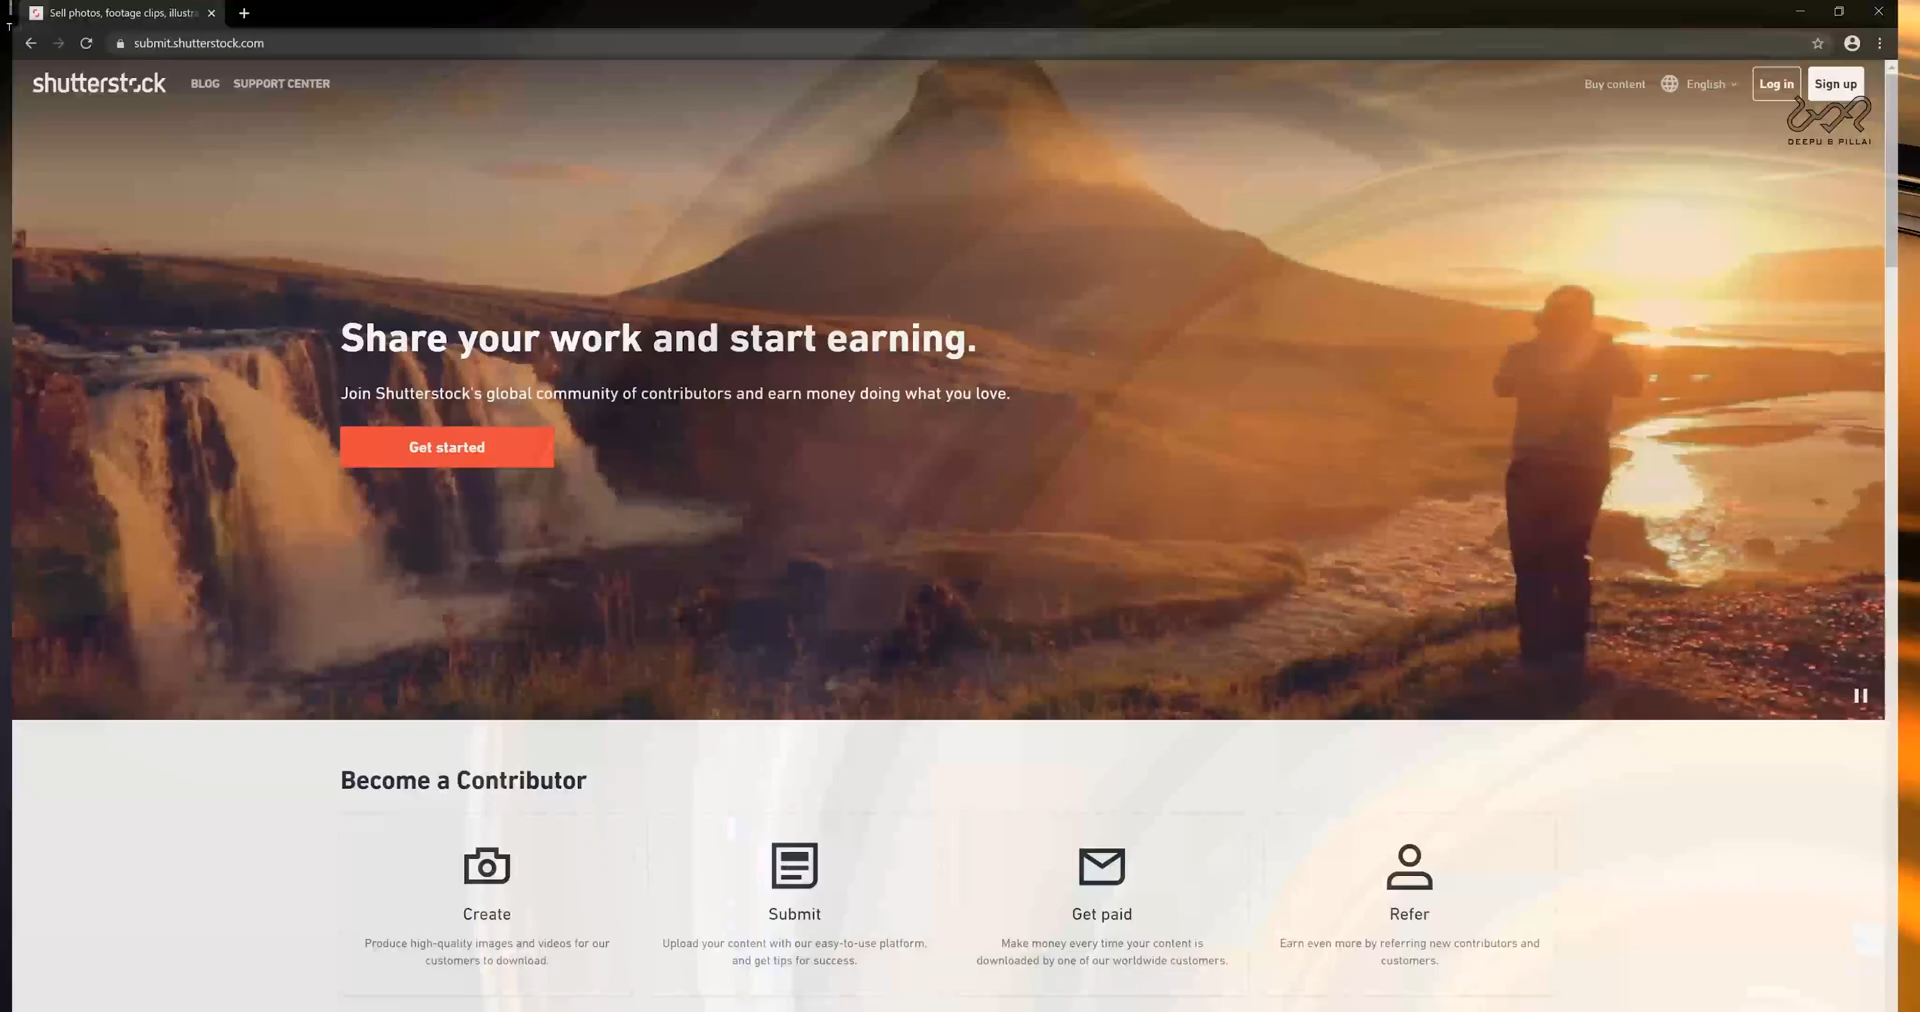 Sell photos, footage clips, illustra
submit.shutterstock.com
shutterstock
BLOG
SUPPORT CENTER
Buy content
English
Log in
Sign up
DEEPU B PILLAI
Share your work and start earning.
Join Shutterstock's global community of contributors and earn money doing what you love.
Get started
Become a Contributor
Create
Produce high-quality images and videos for our
customers to download.
Submit
Upload your content with our easy-to-use platform,
and get tips for success.
Get paid
Make money every time your content is
downloaded by one of our worldwide customers.
Refer
Earn even more by referring new contributors and
customers.